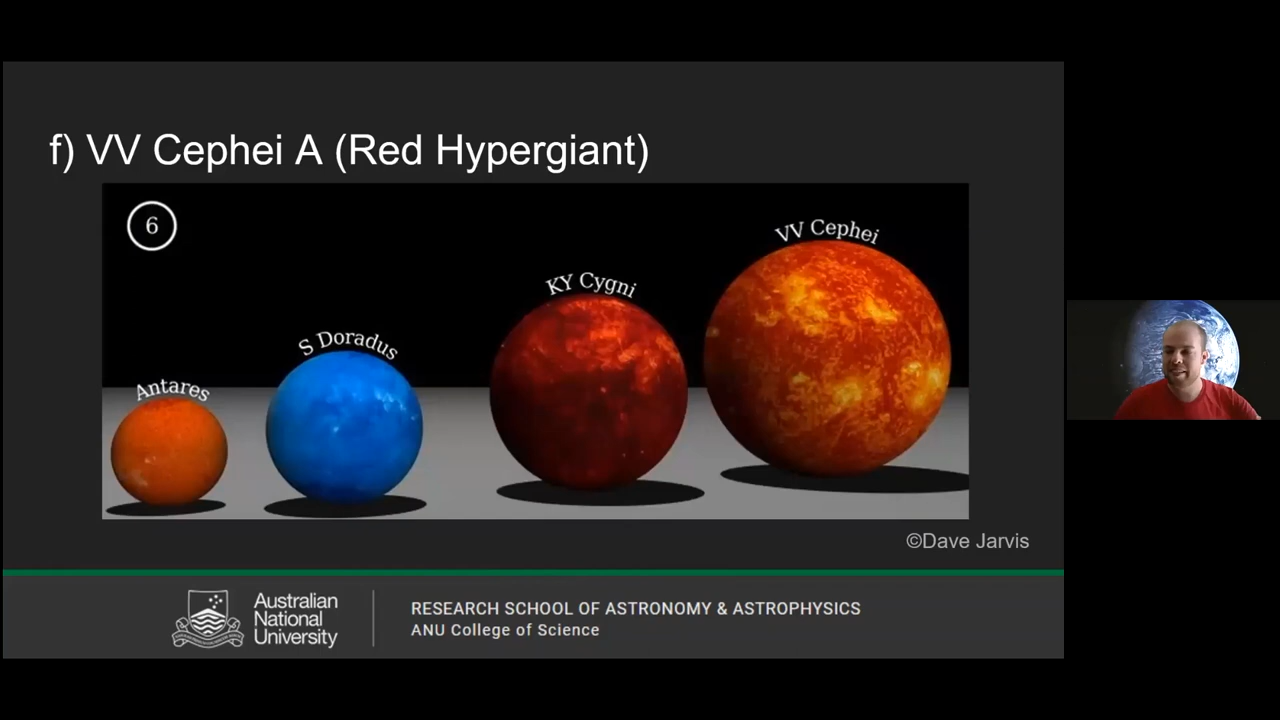 f) VV Cephei A (Red Hypergiant)
6
VV Cephei
KY Cygni
S Doradus
Antares
©Dave Jarvis
Australian
National
University
RESEARCH SCHOOL OF ASTRONOMY & ASTROPHYSICS
ANU College of Science